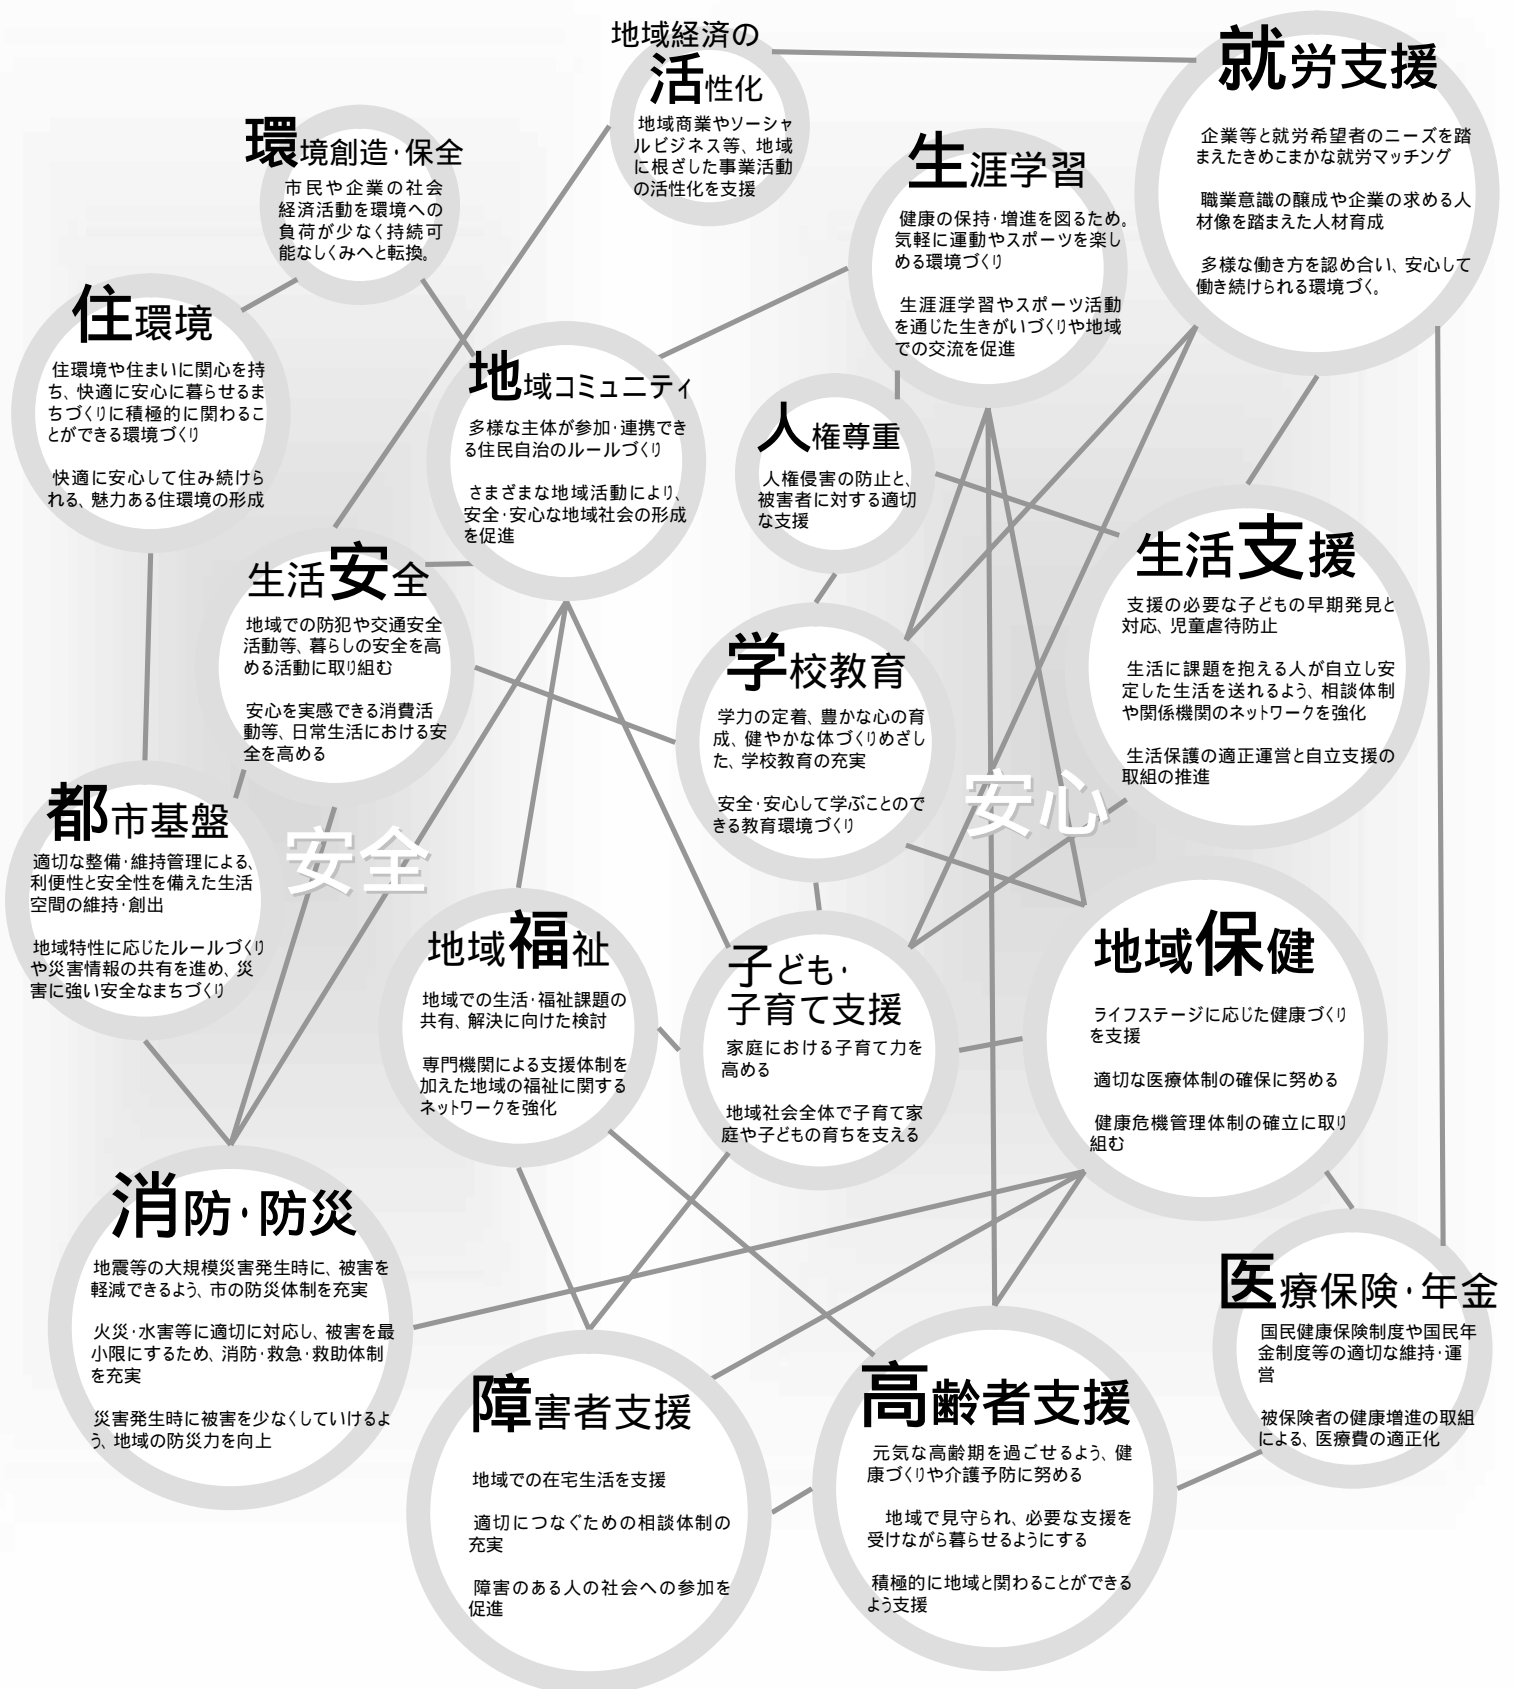 地域経済の
活性化
地域商業やソーシャ
ルビジネス等、地域
に根ざした事業活動
の活性化を支援
就労支援
企業等と就労希望者のニーズを踏
まえたきめこまかな就労マッチング
職業意識の醸成や企業の求める人
材像を踏まえた人材育成
多様な働き方を認め合い、安心して
働き続けられる環境づく。
環境創造・保全
市民や企業の社会
経済活動を環境への
負荷が少なく持続可
能なしくみへと転換。
生涯学習
健康の保持・増進を図るため。
気軽に運動やスポーツを楽し
める環境づくり
生涯涯学習やスポーツ活動
を通じた生きがいづくりや地域
での交流を促進
住環境
住環境や住まいに関心を持
ち、快適に安心に暮らせるま
ちづくりに積極的に関わるこ
とができる環境づくり
快適に安心して住み続けら
れる、魅力ある住環境の形成
地域コミュニティ
多様な主体が参加・連携でき
る住民自治のルールづくり
さまざまな地域活動により、
安全・安心な地域社会の形成
を促進
人権尊重
人権侵害の防止と、
被害者に対する適切
な支援
生活安全
地域での防犯や交通安全
活動等、暮らしの安全を高
める活動に取り組む
安心を実感できる消費活
動等、日常生活における安
全を高める
生活支援
支援の必要な子どもの早期発見と
対応、児童虐待防止
生活に課題を抱える人が自立し安
定した生活を送れるよう、相談体制
や関係機関のネットワークを強化
生活保護の適正運営と自立支援の
取組の推進
学校教育
学力の定着、豊かな心の育
成、健やかな体づくりめざし
た、学校教育の充実
安全・安心して学ぶことので
きる教育環境づくり
安心
都市基盤
適切な整備・維持管理による、
利便性と安全性を備えた生活
空間の維持・創出
地域特性に応じたルールづくり
や災害情報の共有を進め、災
害に強い安全なまちづくり
安全
地域福祉
地域での生活・福祉課題の
共有、解決に向けた検討
専門機関による支援体制を
加えた地域の福祉に関する
ネットワークを強化
子ども・
子育て支援
家庭における子育て力を
高める
地域社会全体で子育て家
庭や子どもの育ちを支える
地域保健
ライフステージに応じた健康づくり
を支援
適切な医療体制の確保に努める
健康危機管理体制の確立に取り
組む
消防・防災
地震等の大規模災害発生時に、被害を
軽減できるよう、市の防災体制を充実
火災・水害等に適切に対応し、被害を最
小限にするため、消防・救急・救助体制
を充実
災害発生時に被害を少なくしていけるよ
う、地域の防災力を向上
医療保険・年金
国民健康保険制度や国民年
金制度等の適切な維持・運
営
被保険者の健康増進の取組
による、医療費の適正化
障害者支援
地域での在宅生活を支援
適切につなぐための相談体制の
充実
障害のある人の社会への参加を
促進
高齢者支援
元気な高齢期を過ごせるよう、健
康づくりや介護予防に努める
地域で見守られ、必要な支援を
受けながら暮らせるようにする
積極的に地域と関わることができる
よう支援